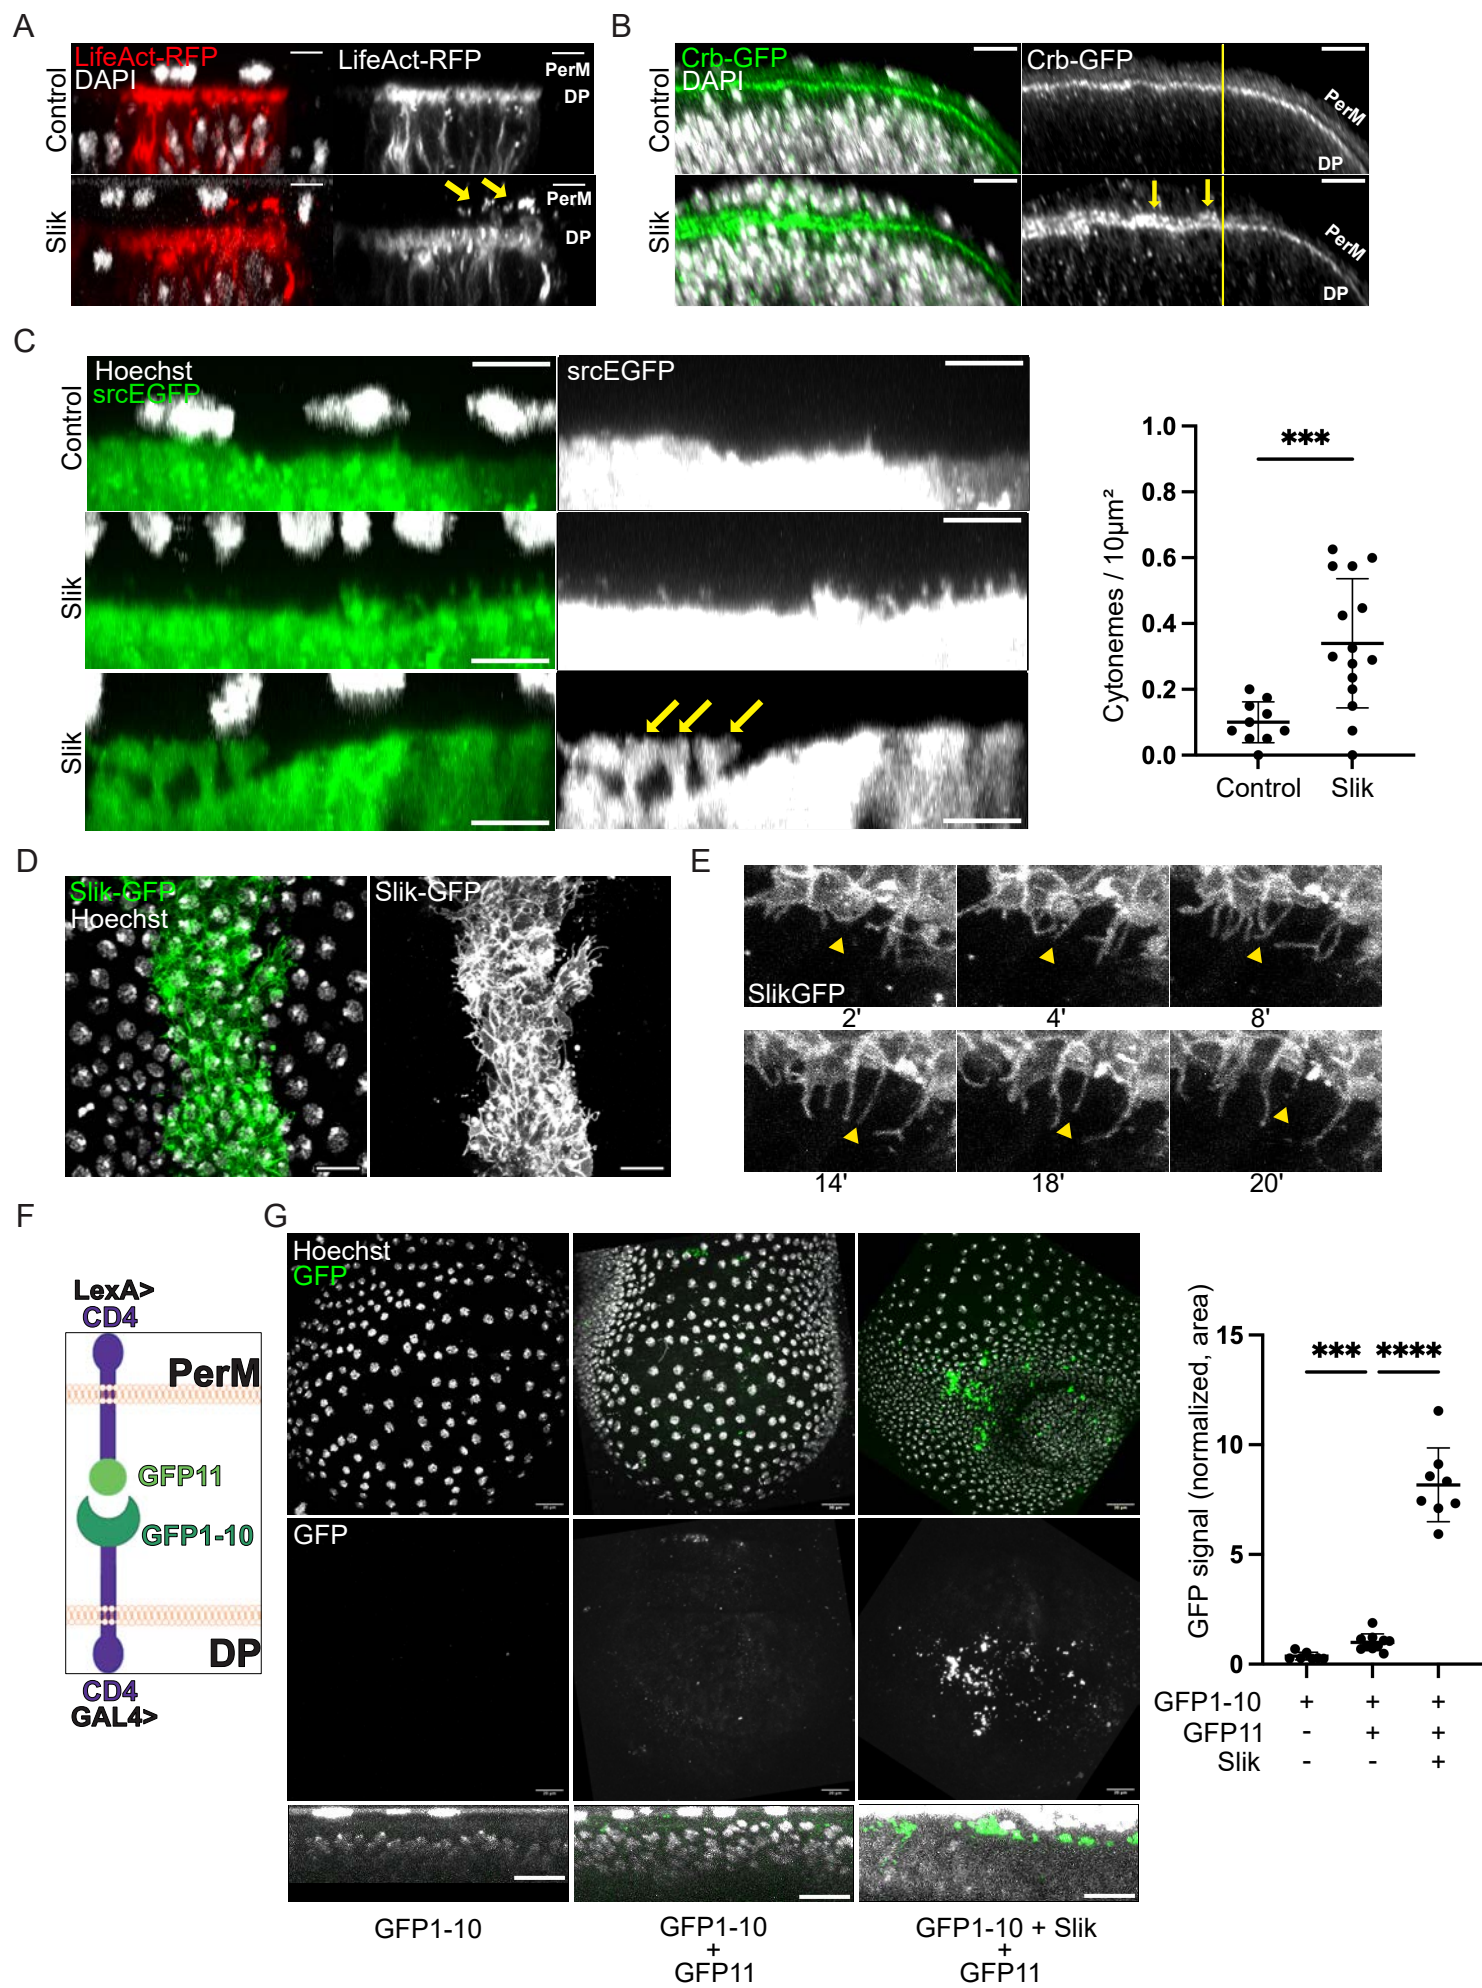 A
LifeAct-RFP
DAPI
LifeAct-RFP
PerM
DP
Control
PerM
DP
Slik
B
Crb-GFP
DAPI
Crb-GFP
PerM
DP
Control
PerM
DP
Slik
C
Hoechst
srcEGFP
srcEGFP
Control
Slik
Slik
1.0
0.8
0.6
0.4
0.2
0.0
Cytonemes / 10µm²
***
Control
Slik
D
Slik-GFP
Hoechst
Slik-GFP
E
SlikGFP
2'
4'
8'
14'
18'
20'
F
LexA>
CD4
PerM
GFP11
GFP1-10
DP
CD4
GAL4>
G
Hoechst
GFP
GFP
GFP1-10
GFP1-10
+
GFP11
GFP1-10 + Slik
+
GFP11
GFP signal (normalized, area)
15
10
5
0
*** ****
GFP1-10 + + +
GFP11 - + +
Slik - - +